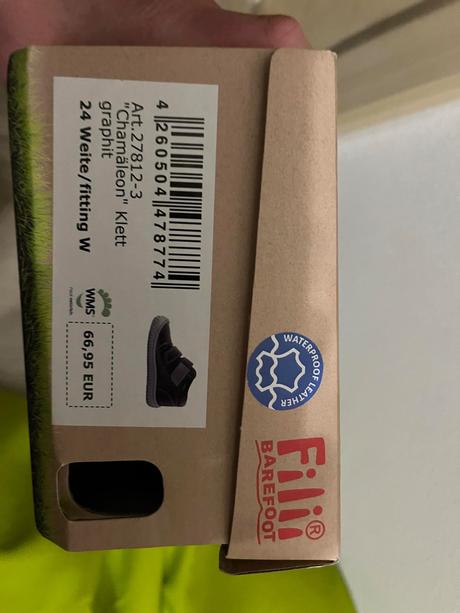 4 260504 478774
Art.27812-3
"Chamäleon" Klett
graphit
24 Weite/fitting W
WMS
66,95 EUR
WATERPROOF LEATHER
Filii®
BAREFOOT